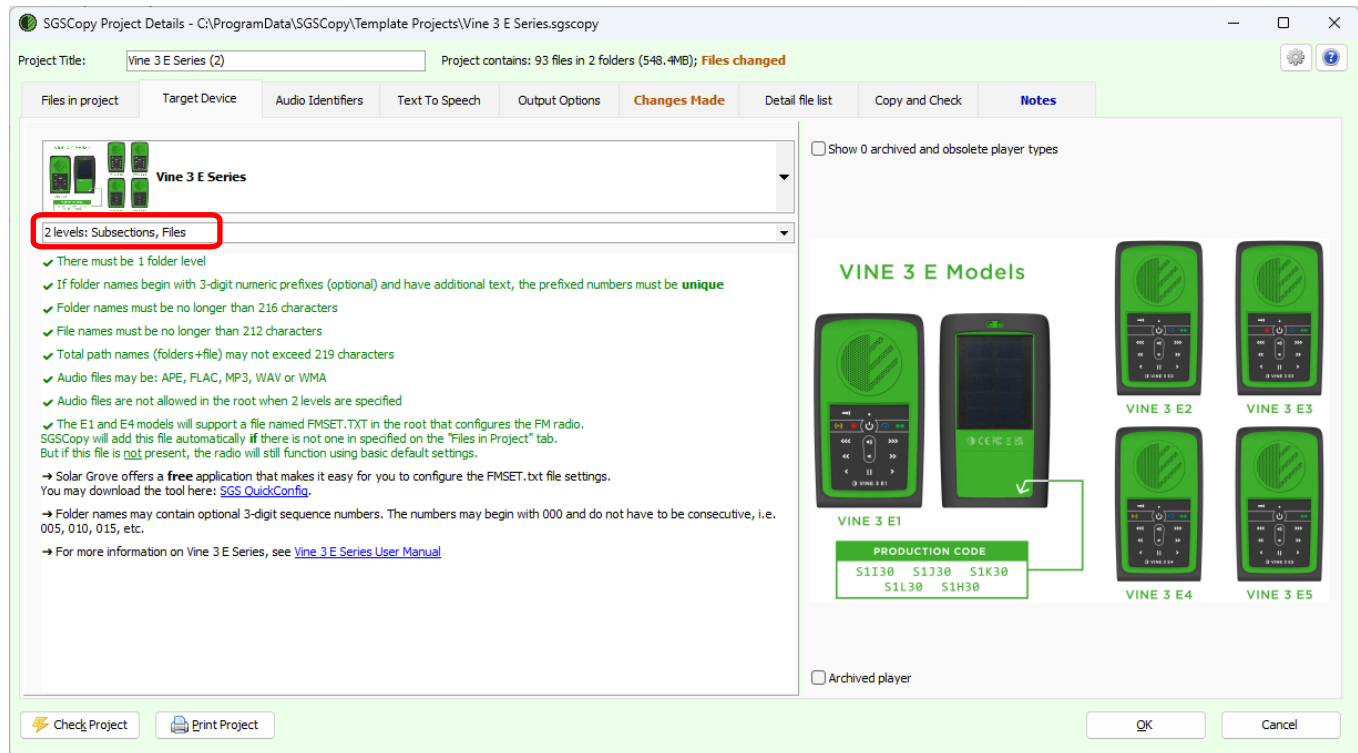 SGSCopy Project Details - C:\ProgramData\SGSCopy\Template Projects\Vine 3 E Series.sgscopy
Project Title: Vine 3 E Series (2) Project contains: 93 files in 2 folders (548.4MB); Files changed
Files in project Target Device Audio Identifiers Text To Speech Output Options Changes Made Detail file list Copy and Check Notes
Vine 3 E Series
2 levels: Subsections, Files
There must be 1 folder level
If folder names begin with 3-digit numeric prefixes (optional) and have additional text, the prefixed numbers must be unique
Folder names must be no longer than 216 characters
File names must be no longer than 212 characters
Total path names (folders+file) may not exceed 219 characters
Audio files may be: APE, FLAC, MP3, WAV or WMA
Audio files are not allowed in the root when 2 levels are specified
The E1 and E4 models will support a file named FMSET.TXT in the root that configures the FM radio.
SGSCopy will add this file automatically if there is not one in specified on the "Files in Project" tab.
But if this file is not present, the radio will still function using basic default settings.
→ Solar Grove offers a free application that makes it easy for you to configure the FMSET.txt file settings.
You may download the tool here: SGS QuickConfig.
→ Folder names may contain optional 3-digit sequence numbers. The numbers may begin with 000 and do not have to be consecutive, i.e.
005, 010, 015, etc.
→ For more information on Vine 3 E Series, see Vine 3 E Series User Manual
Show 0 archived and obsolete player types
VINE 3 E Models
VINE 3 E1
VINE 3 E1
PRODUCTION CODE
S1I30 S1J30 S1K30
S1L30 S1H30
VINE 3 E2
VINE 3 E3
VINE 3 E4
VINE 3 E5
Archived player
Check Project Print Project OK Cancel